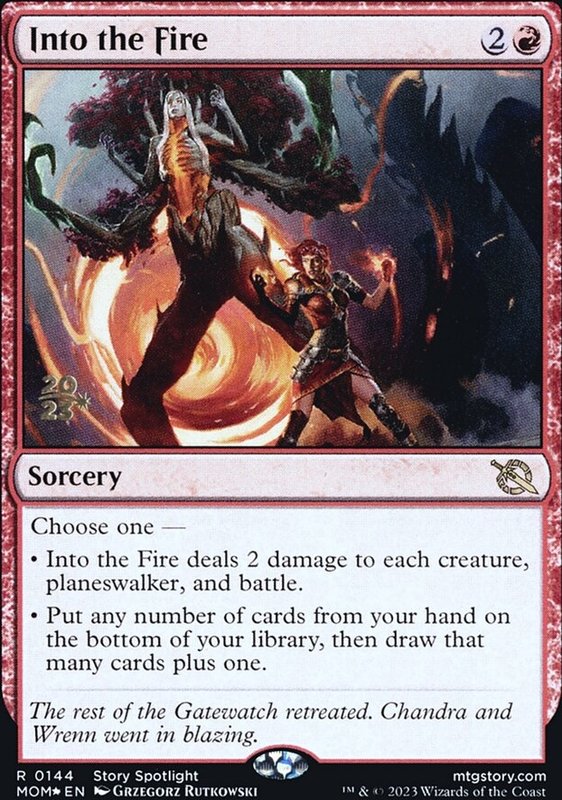 Into the Fire 2
20
23
Sorcery
Choose one —
• Into the Fire deals 2 damage to each creature,
planeswalker, and battle.
• Put any number of cards from your hand on
the bottom of your library, then draw that
many cards plus one.
The rest of the Gatewatch retreated. Chandra and
Wrenn went in blazing.
R 0144 Story Spotlight mtgstory.com
MOM★EN Grzegorz Rutkowski ™ & © 2023 Wizards of the Coast